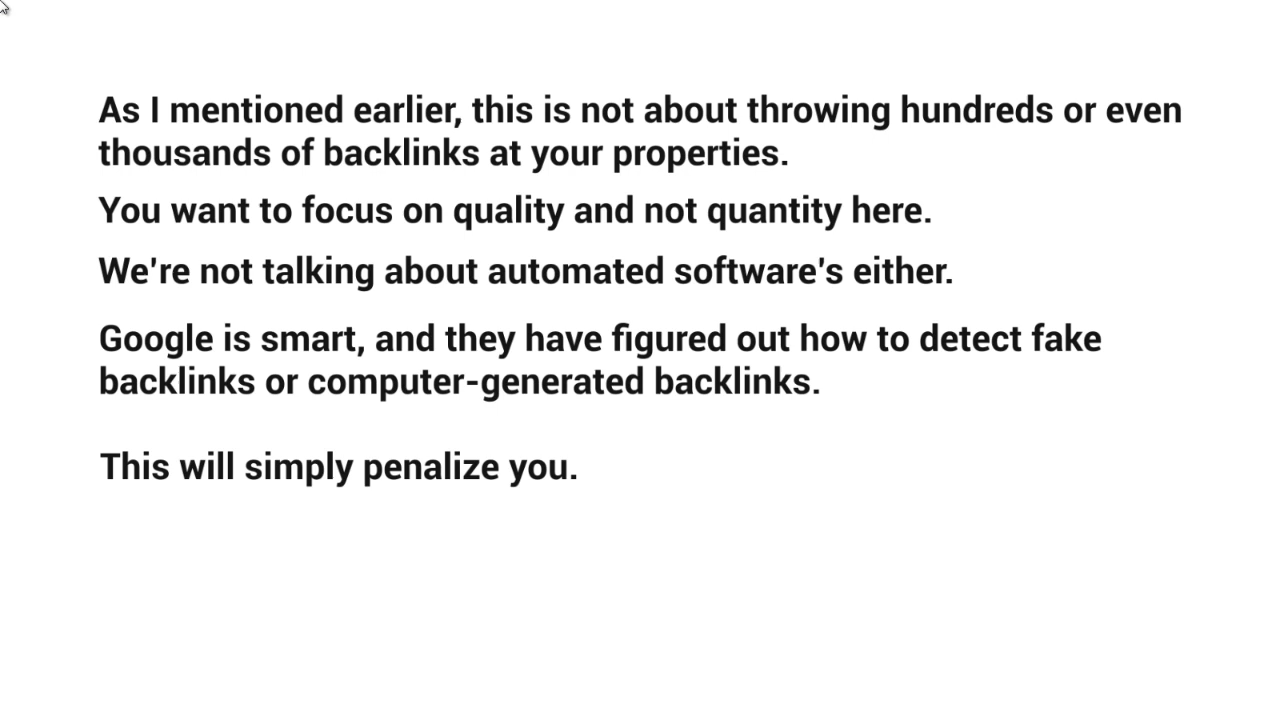 As I mentioned earlier, this is not about throwing hundreds or even
thousands of backlinks at your properties.
You want to focus on quality and not quantity here.
We're not talking about automated software's either.
Google is smart, and they have figured out how to detect fake
backlinks or computer-generated backlinks.
This will simply penalize you.